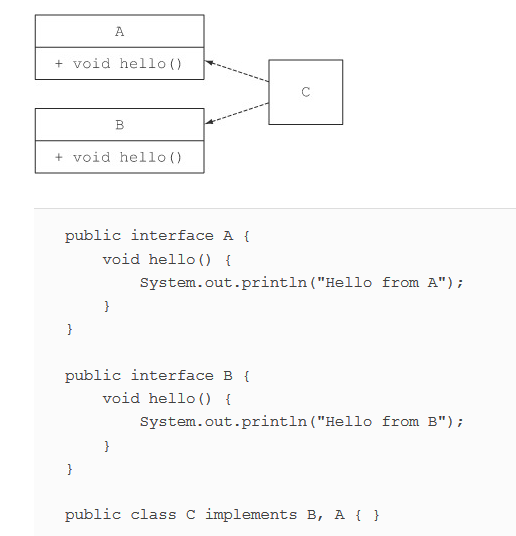 A
+ void hello()
C
B
+ void hello()
public interface A {
    void hello() {
        System.out.println("Hello from A");
    }
}
public interface B {
    void hello() {
        System.out.println("Hello from B");
    }
}
public class C implements B, A { }